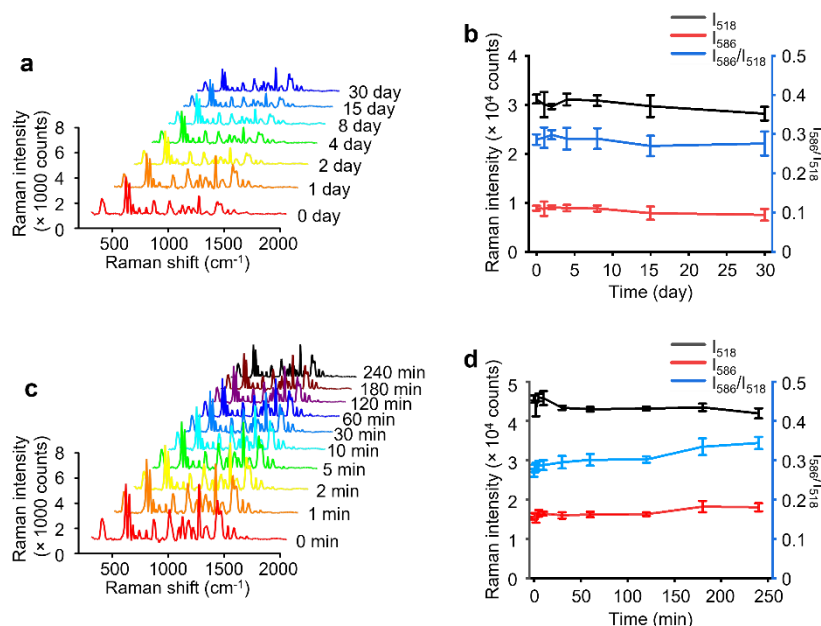 a
30 day
15 day
8 day
4 day
2 day
1 day
0 day
8
6
4
2
0
Raman intensity
(× 1000 counts)
500 1000 1500 2000
Raman shift (cm⁻¹)
b
I₅₁₈
I₅₈₆
I₅₈₆/I₅₁₈
4
3
2
1
0
Raman intensity (× 10⁴ counts)
0.5
0.4
0.3
0.2
0.1
0
I₅₈₆/I₅₁₈
0 5 10 15 20 25 30
Time (day)
c
240 min
180 min
120 min
60 min
30 min
10 min
5 min
2 min
1 min
0 min
8
6
4
2
0
Raman intensity
(× 1000 counts)
500 1000 1500 2000
Raman shift (cm⁻¹)
d
I₅₁₈
I₅₈₆
I₅₈₆/I₅₁₈
5
4
3
2
1
0
Raman intensity (× 10⁴ counts)
0.5
0.4
0.3
0.2
0.1
0
I₅₈₆/I₅₁₈
0 50 100 150 200 250
Time (min)